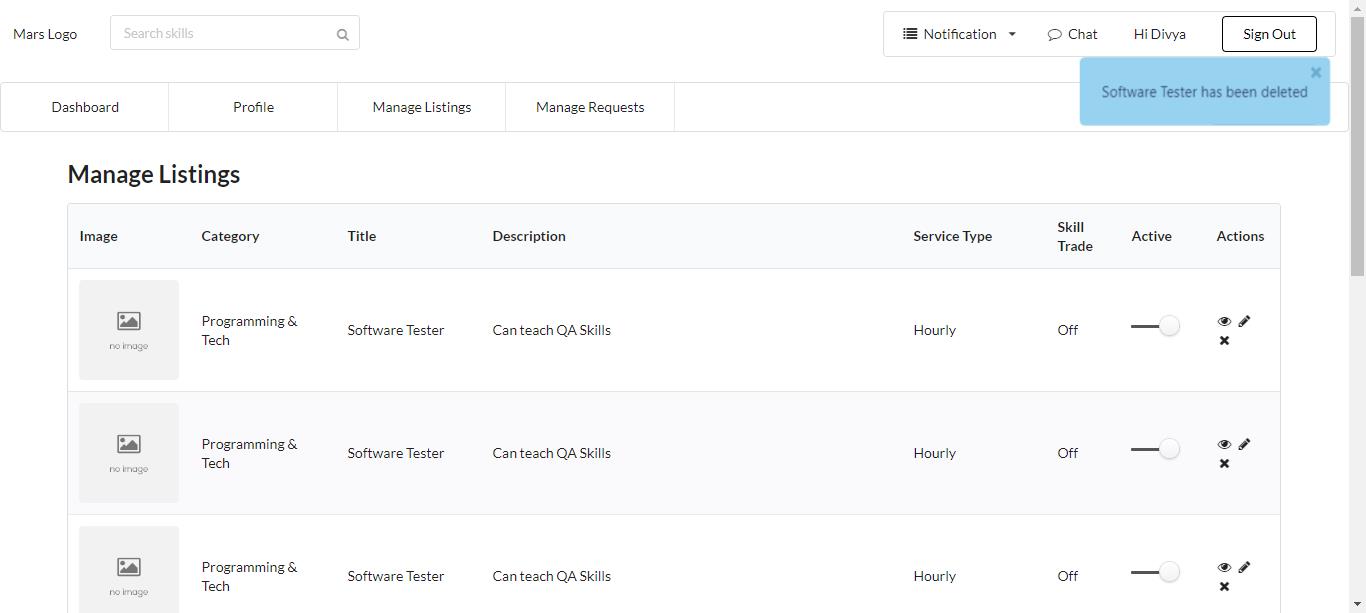 Mars Logo
Search skills
Notification
Chat
Hi Divya
Sign Out
Software Tester has been deleted
Dashboard
Profile
Manage Listings
Manage Requests
Manage Listings
Image
Category
Title
Description
Service Type
Skill
Trade
Active
Actions
no image
Programming &
Tech
Software Tester
Can teach QA Skills
Hourly
Off
no image
Programming &
Tech
Software Tester
Can teach QA Skills
Hourly
Off
no image
Programming &
Tech
Software Tester
Can teach QA Skills
Hourly
Off